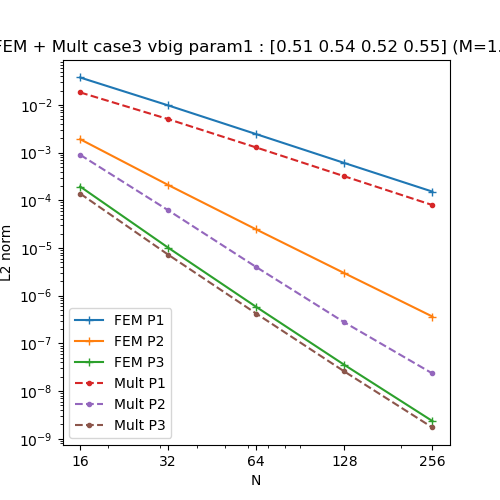 FEM + Mult case3 vbig param1 : [0.51 0.54 0.52 0.55] (M=1.
10⁻²
10⁻³
10⁻⁴
10⁻⁵
10⁻⁶
10⁻⁷
10⁻⁸
10⁻⁹
L2 norm
FEM P1
FEM P2
FEM P3
Mult P1
Mult P2
Mult P3
16 32 64 128 256
N